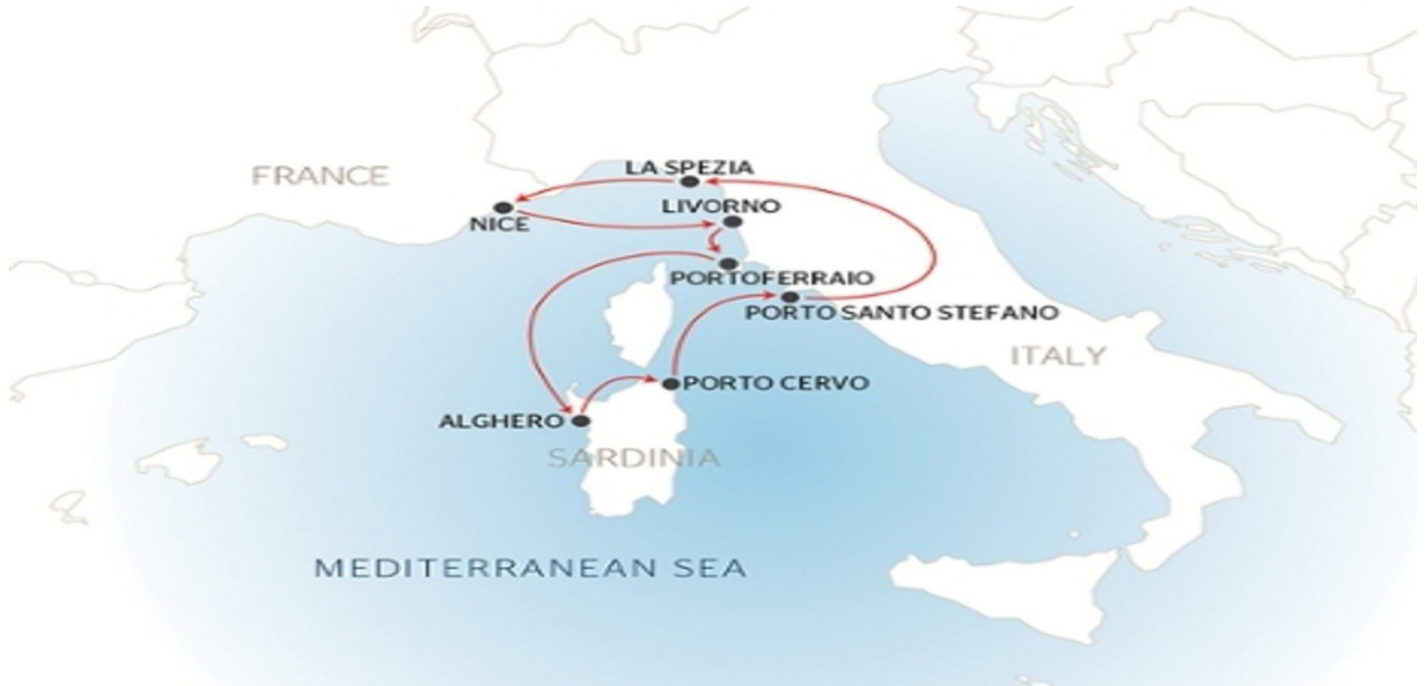 LA SPEZIA
FRANCE
LIVORNO
NICE
PORTOFERRAIO
PORTO SANTO STEFANO
ITALY
PORTO CERVO
ALGHERO
SARDINIA
MEDITERRANEAN SEA